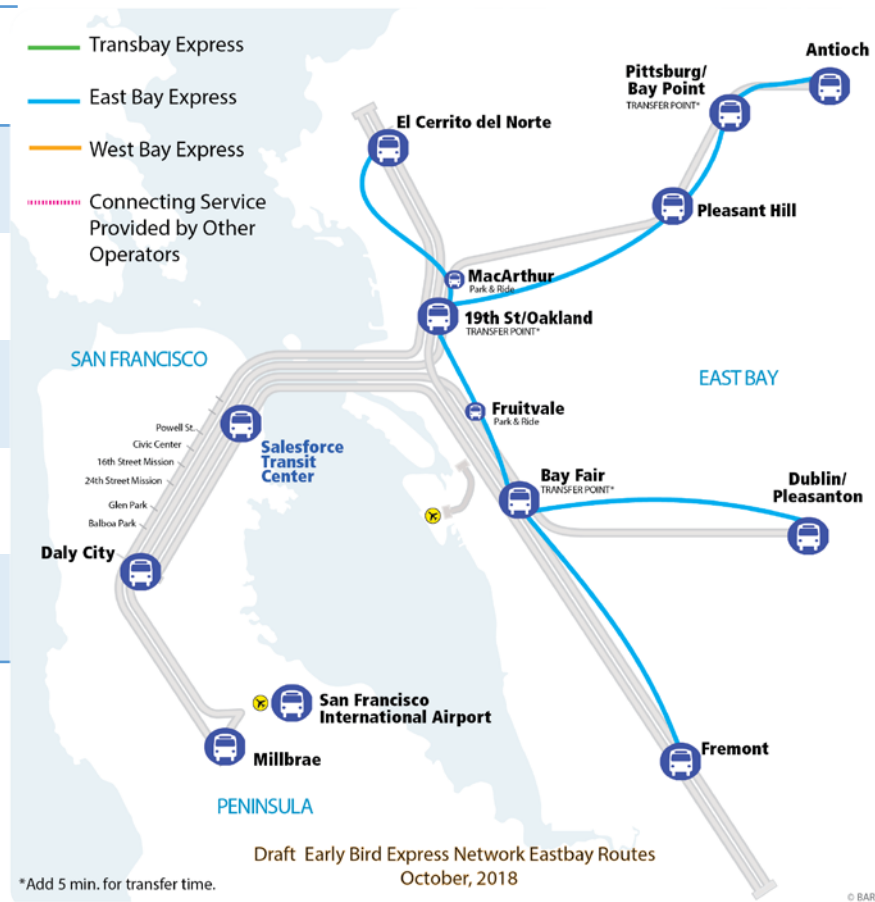 Transbay Express
East Bay Express
West Bay Express
Connecting Service
Provided by Other
Operators
Antioch
Pittsburg/
Bay Point
TRANSFER POINT*
El Cerrito del Norte
Pleasant Hill
MacArthur
Park & Ride
19th St/Oakland
TRANSFER POINT*
SAN FRANCISCO
EAST BAY
Fruitvale
Park & Ride
Powell St.
Civic Center
16th Street Mission
24th Street Mission
Glen Park
Balboa Park
Salesforce
Transit
Center
Bay Fair
TRANSFER POINT*
Dublin/
Pleasanton
Daly City
San Francisco
International Airport
Millbrae
Fremont
PENINSULA
Draft Early Bird Express Network Eastbay Routes
October, 2018
*Add 5 min. for transfer time.
© BAR